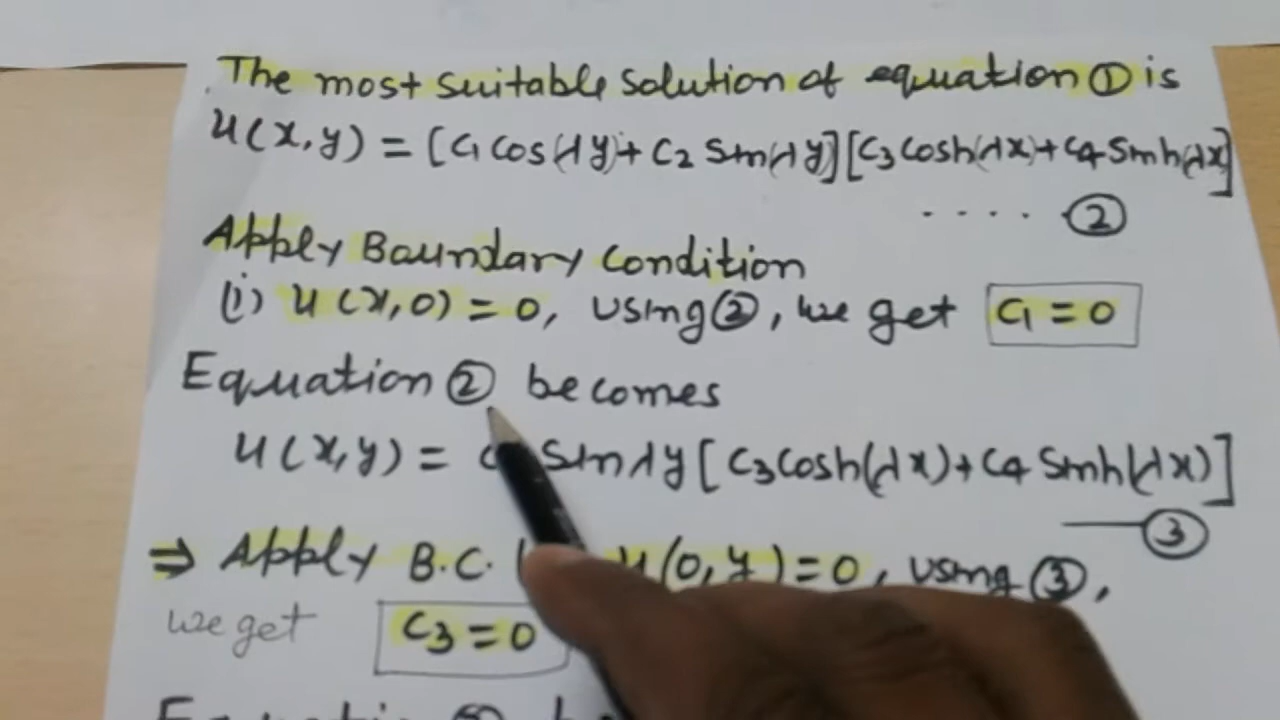 The most suitable solution of equation ① is
u(x,y) = [C₁ Cos(λy) + C₂ Sin(λy)] [C₃ Cosh(λx) + C₄ Sinh(λx)]
.... ②
Apply Boundary Condition
(i) u(x,0) = 0, using ②, we get C₁ = 0
Equation ② becomes
u(x,y) = Sinλy [C₃ Cosh(λx) + C₄ Sinh(λx)]
— ③
⇒ Apply B.C. u(0,y) = 0, using ③,
we get C₃ = 0